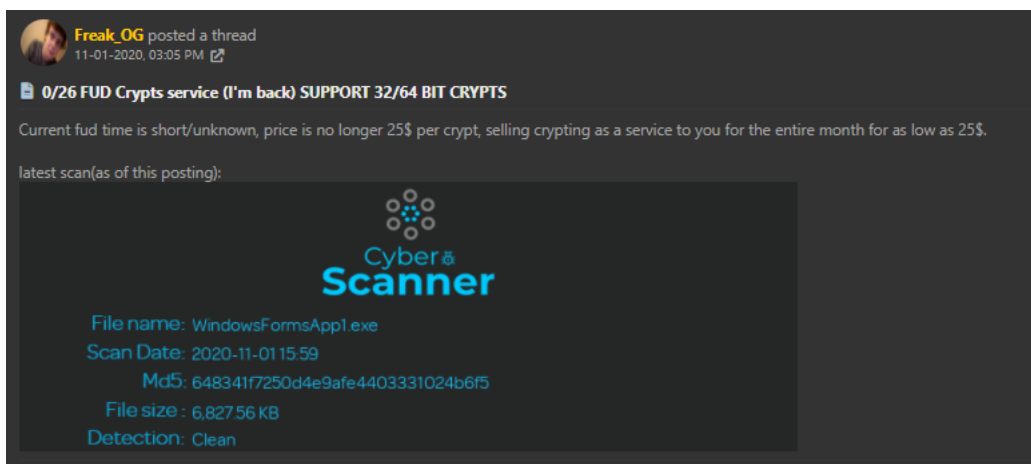 Freak_OG posted a thread
11-01-2020, 03:05 PM
0/26 FUD Crypts service (I'm back) SUPPORT 32/64 BIT CRYPTS
Current fud time is short/unknown, price is no longer 25$ per crypt, selling crypting as a service to you for the entire month for as low as 25$.
latest scan(as of this posting):
Cyber
Scanner
File name: WindowsFormsApp1.exe
Scan Date: 2020-11-01 15:59
Md5: 648341f7250d4e9afe4403331024b6f5
File size : 6,827.56 KB
Detection: Clean